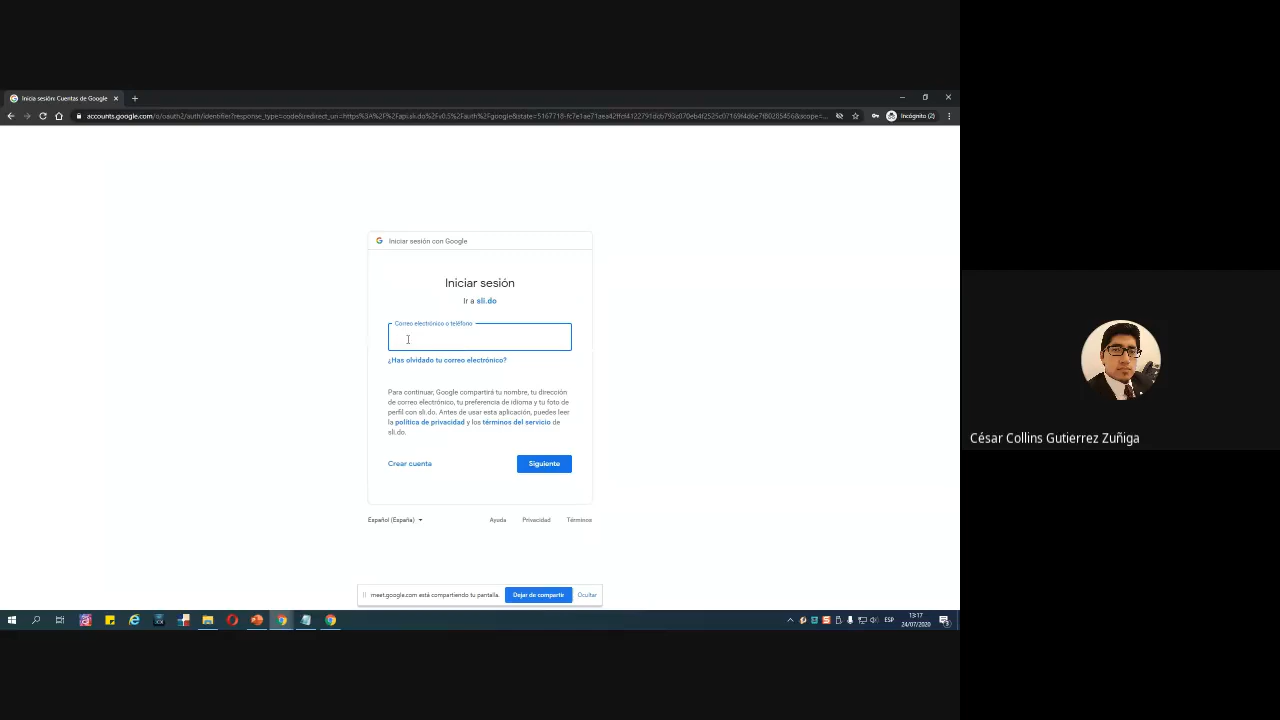 Inicia sesión: Cuentas de Google
Incógnito (2)
Iniciar sesión con Google
Iniciar sesión
Ir a sli.do
Correo electrónico o teléfono
¿Has olvidado tu correo electrónico?
Para continuar, Google compartirá tu nombre, tu dirección
de correo electrónico, tu preferencia de idioma y tu foto de
perfil con sli.do. Antes de usar esta aplicación, puedes leer
la política de privacidad y los términos del servicio de
sli.do.
Crear cuenta
Siguiente
Español (España)
Ayuda
Privacidad
Términos
meet.google.com está compartiendo tu pantalla.
Dejar de compartir
Ocultar
ESP
13:17
24/07/2020
César Collins Gutierrez Zuñiga